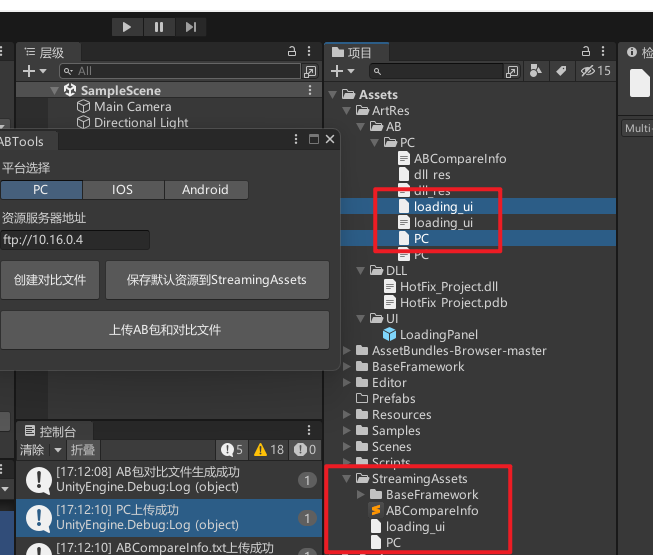 层级
All
SampleScene
Main Camera
Directional Light
ABTools
平台选择
PC
IOS
Android
资源服务器地址
ftp://10.16.0.4
创建对比文件
保存默认资源到StreamingAssets
上传AB包和对比文件
控制台
清除
折叠
5
18
0
[17:12:08] AB包对比文件生成成功
UnityEngine.Debug:Log (object)
1
[17:12:10] PC上传成功
UnityEngine.Debug:Log (object)
1
[17:12:10] ABCompareInfo.txt上传成功
1
项目
15
Assets
ArtRes
AB
PC
ABCompareInfo
dll_res
dll_res
loading_ui
loading_ui
PC
PC
DLL
HotFix_Project.dll
HotFix_Project.pdb
UI
LoadingPanel
AssetBundles-Browser-master
BaseFramework
Editor
Prefabs
Resources
Samples
Scenes
Scripts
StreamingAssets
BaseFramework
ABCompareInfo
loading_ui
PC
检
Multi-